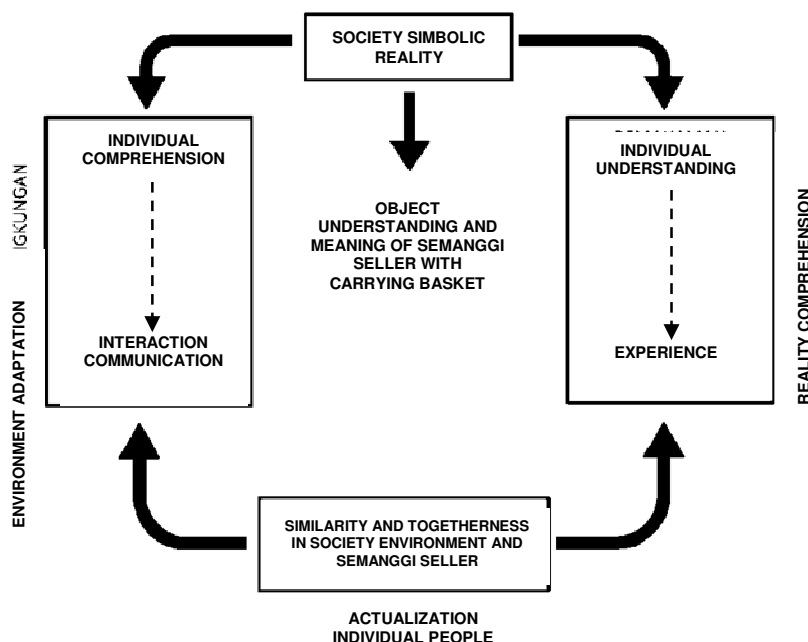 SOCIETY SIMBOLIC
REALITY
INDIVIDUAL
COMPREHENSION
INTERACTION
COMMUNICATION
OBJECT
UNDERSTANDING AND
MEANING OF SEMANGGI
SELLER WITH
CARRYING BASKET
INDIVIDUAL
UNDERSTANDING
EXPERIENCE
IGKUNGAN
ENVIRONMENT ADAPTATION
REALITY COMPREHENSION
SIMILARITY AND TOGETHERNESS
IN SOCIETY ENVIRONMENT AND
SEMANGGI SELLER
ACTUALIZATION
INDIVIDUAL PEOPLE